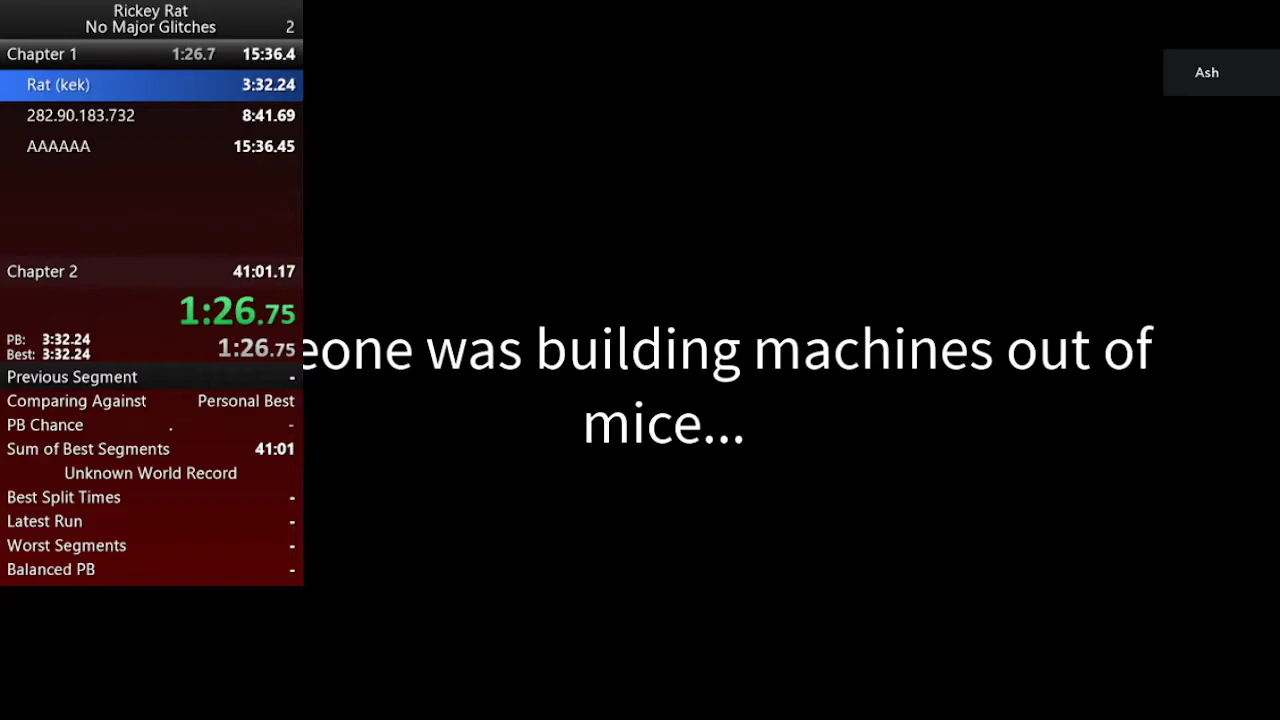 Rickey Rat
No Major Glitches 2
Chapter 1 1:26.7 15:36.4
Rat (kek) 3:32.24
282.90.183.732 8:41.69
AAAAAA 15:36.45
Chapter 2 41:01.17
1:26.75
PB: 3:32.24
Best: 3:32.24
1:26.75
Previous Segment -
Comparing Against Personal Best
PB Chance . -
Sum of Best Segments 41:01
Unknown World Record
Best Split Times -
Latest Run -
Worst Segments -
Balanced PB -
Ash
eone was building machines out of
mice...